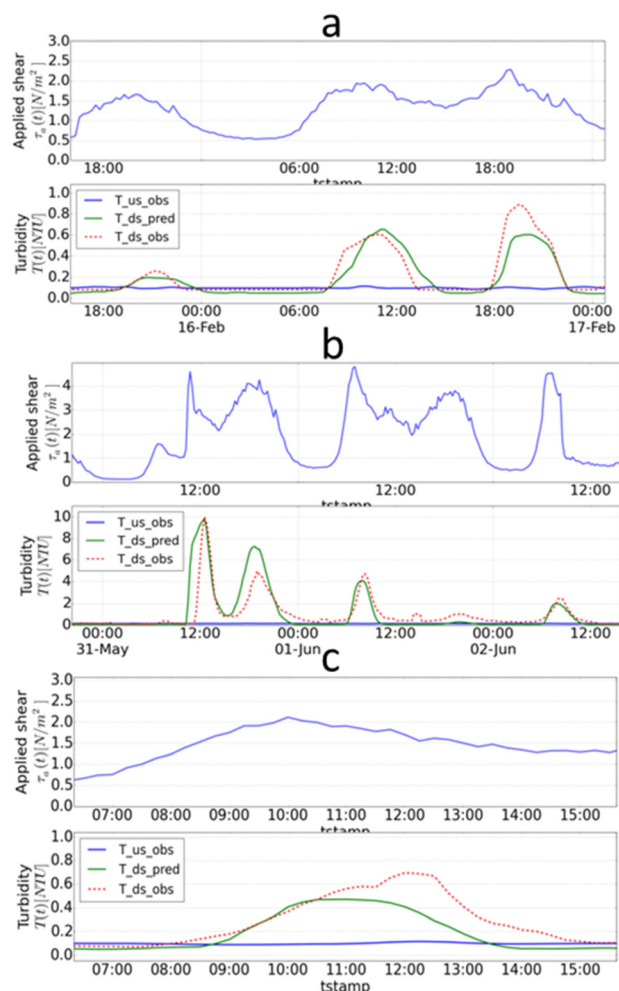 a
Applied shear
τₐ(t)[N/m²]
3.0
2.5
2.0
1.5
1.0
0.5
0.0
18:00 06:00 12:00 18:00
tstamp
Turbidity
T(t)[NTU]
1.0
0.8
0.6
0.4
0.2
0.0
T_us_obs
T_ds_pred
T_ds_obs
18:00 00:00 06:00 12:00 18:00 00:00
16-Feb 17-Feb
b
Applied shear
τₐ(t)[N/m²]
4
3
2
1
0
12:00 12:00 12:00
tstamp
Turbidity
T(t)[NTU]
10
8
6
4
2
0
T_us_obs
T_ds_pred
T_ds_obs
00:00 12:00 00:00 12:00 00:00 12:00
31-May 01-Jun 02-Jun
c
Applied shear
τₐ(t)[N/m²]
3.0
2.5
2.0
1.5
1.0
0.5
0.0
07:00 08:00 09:00 10:00 11:00 12:00 13:00 14:00 15:00
tstamp
Turbidity
T(t)[NTU]
1.0
0.8
0.6
0.4
0.2
0.0
T_us_obs
T_ds_pred
T_ds_obs
07:00 08:00 09:00 10:00 11:00 12:00 13:00 14:00 15:00
tstamp